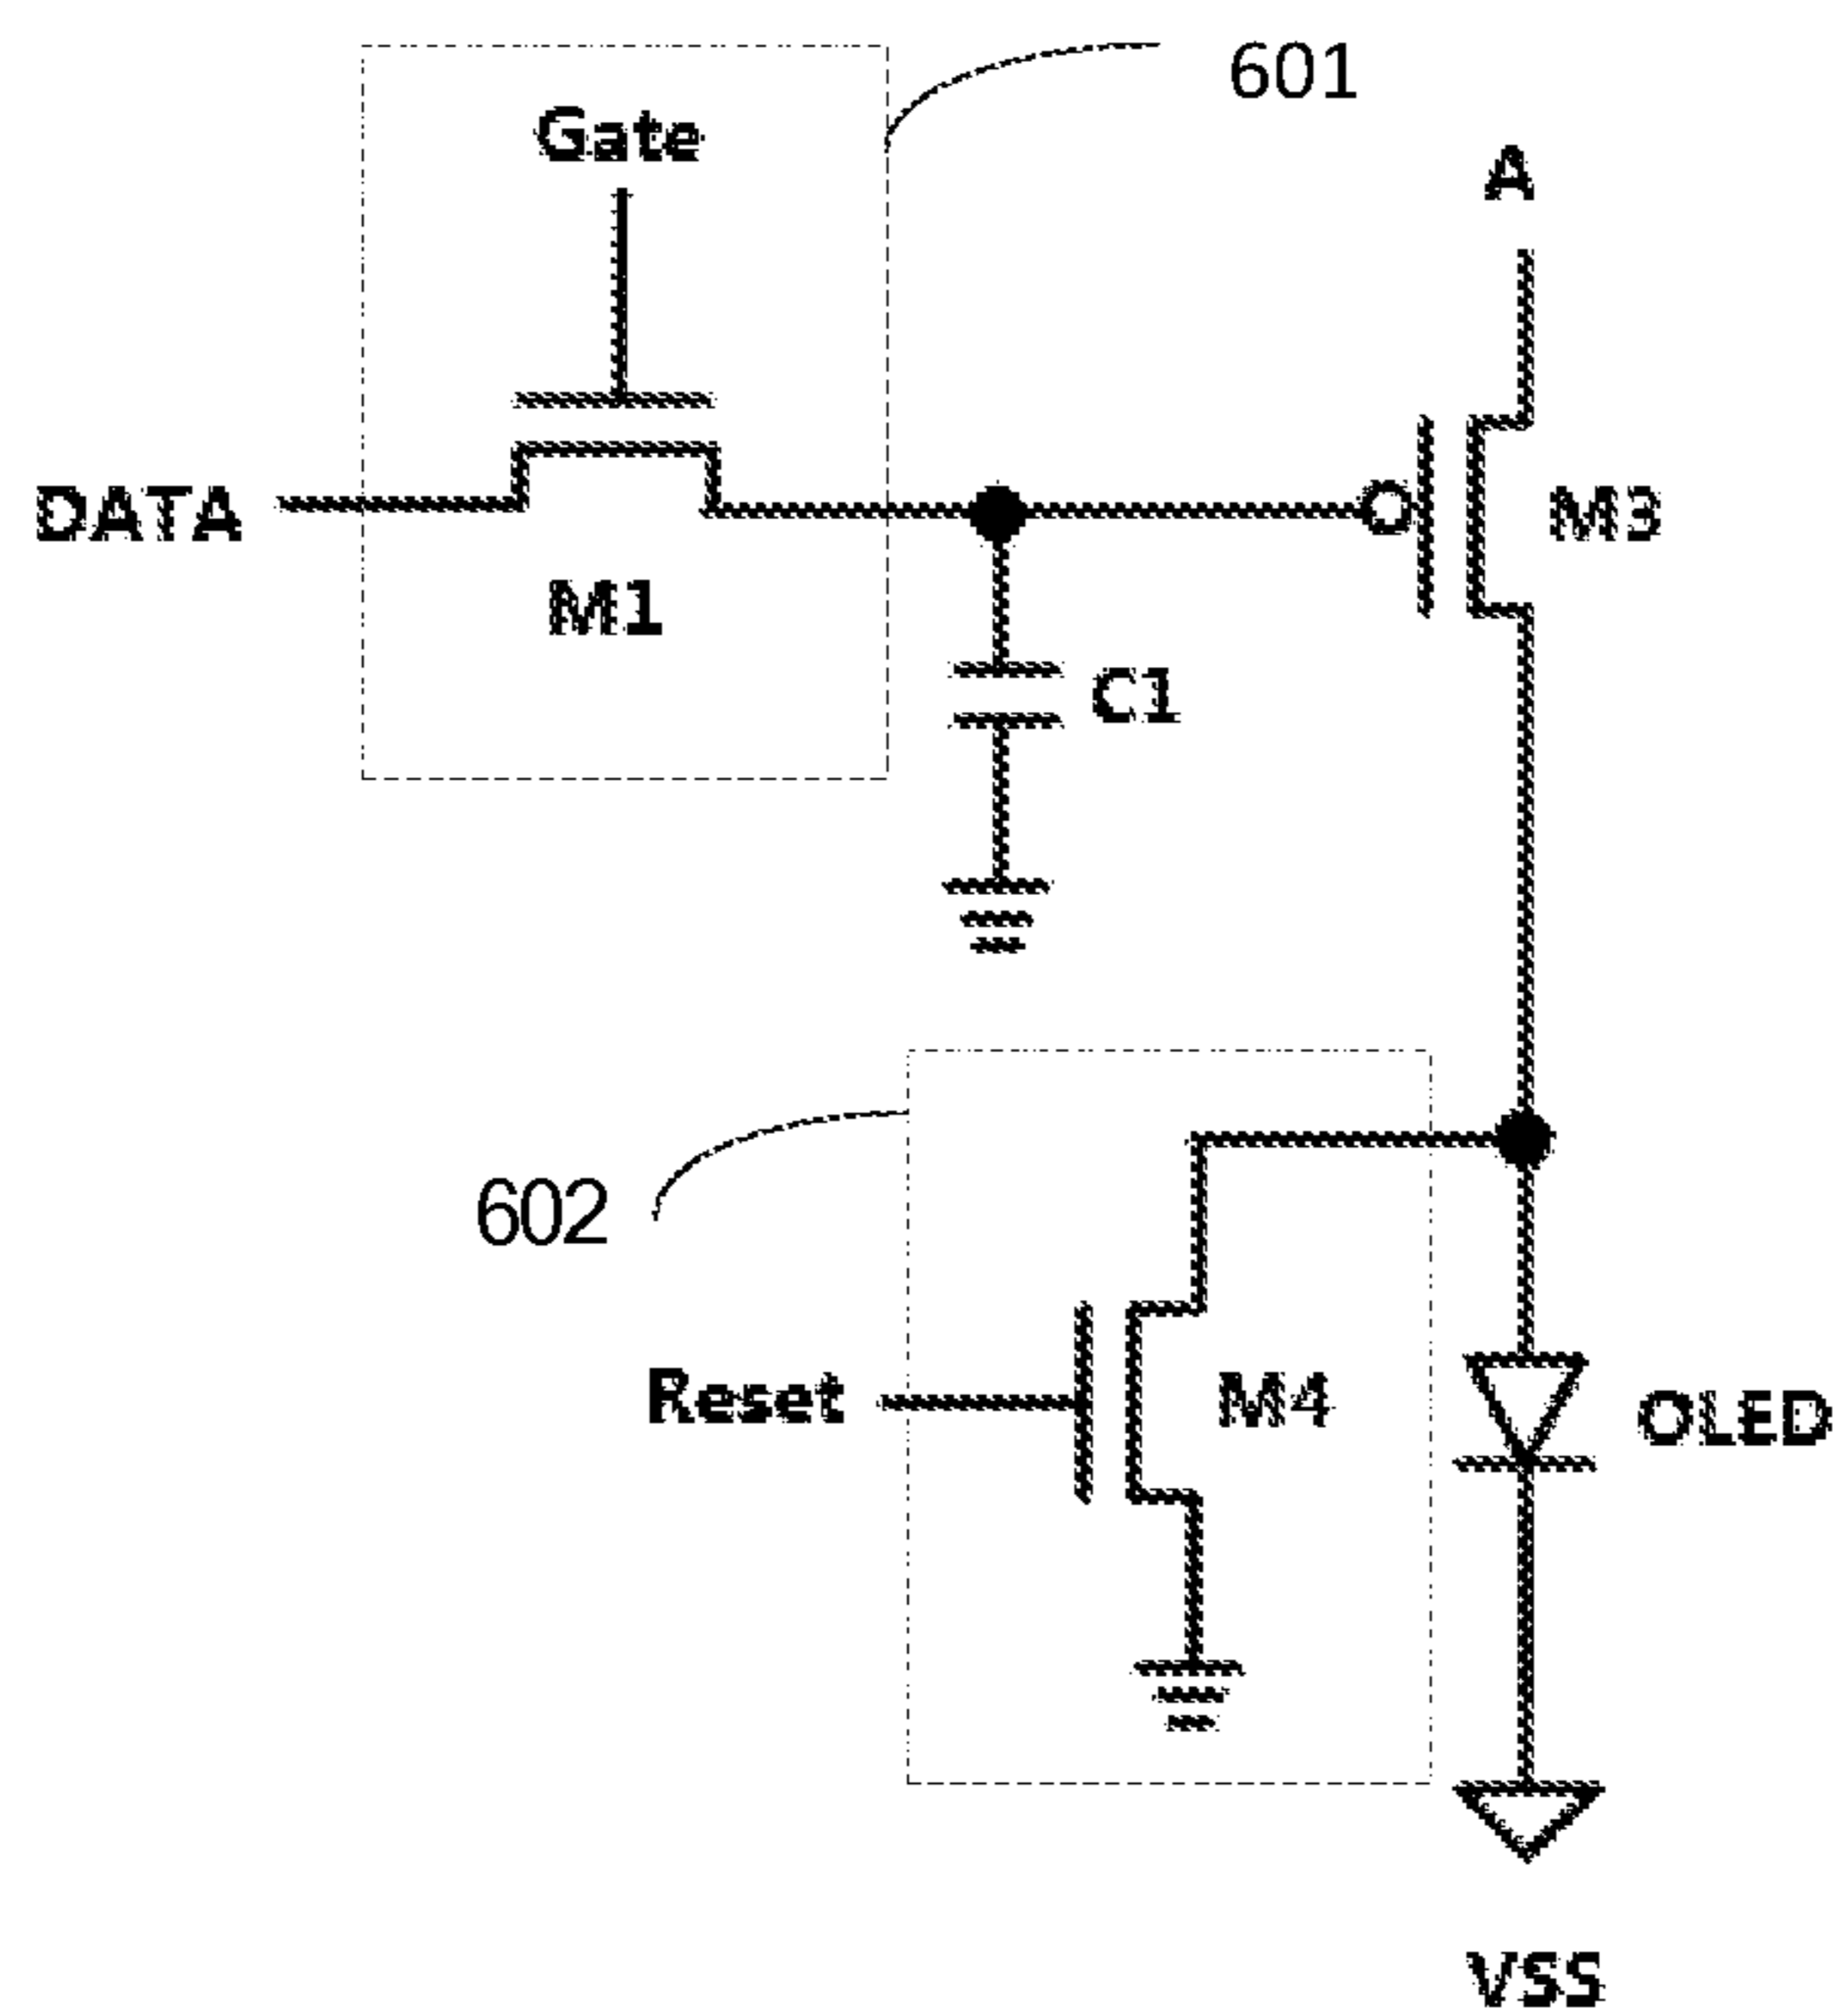 601
Gate
A
DATA
M3
M1
C1
602
Reset
M4
OLED
VSS